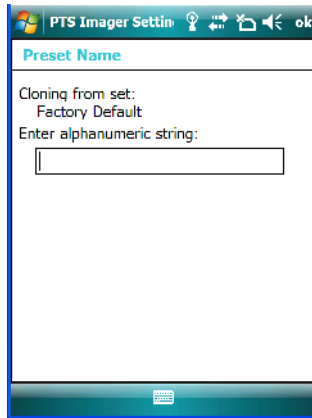 PTS Imager Settin
ok
Preset Name
Cloning from set:
Factory Default
Enter alphanumeric string: